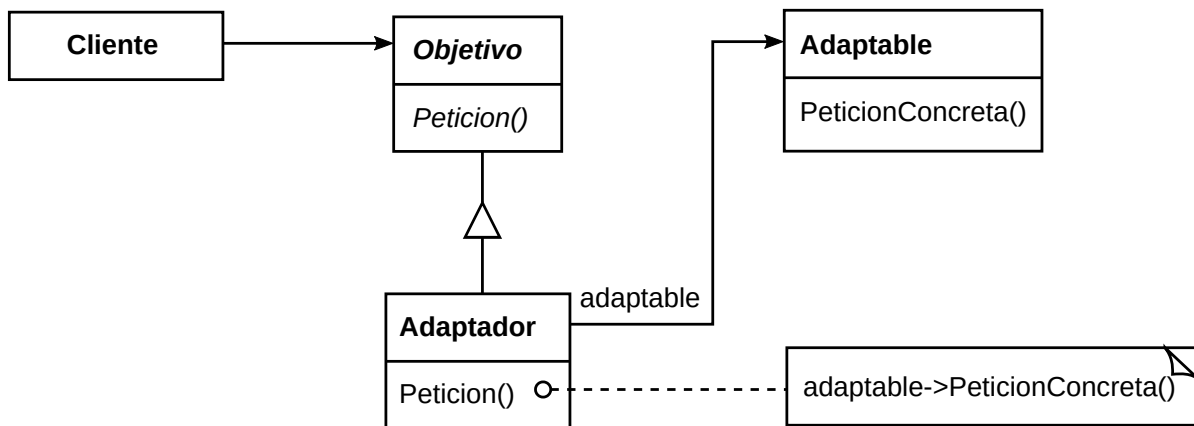 Cliente
Objetivo
Peticion()
Adaptable
PeticionConcreta()
adaptable
Adaptador
Peticion()
adaptable->PeticionConcreta()